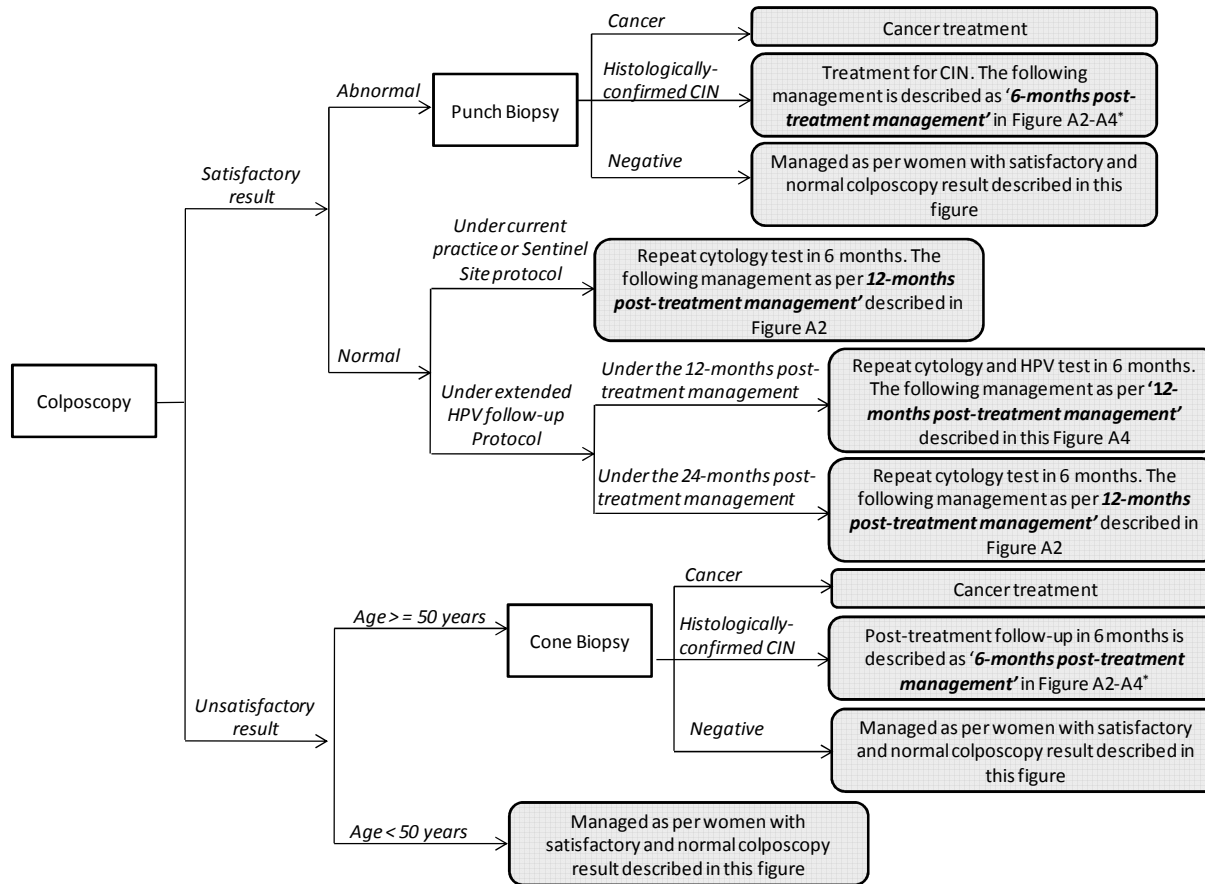 Cancer
Cancer treatment
Histologically-
confirmed CIN
Treatment for CIN. The following
management is described as ‘6-months post-
treatment management’ in Figure A2-A4*
Abnormal
Punch Biopsy
Negative
Managed as per women with satisfactory and
normal colposcopy result described in this
figure
Satisfactory
result
Under current
practice or Sentinel
Site protocol
Repeat cytology test in 6 months. The
following management as per 12-months
post-treatment management’ described in
Figure A2
Normal
Under extended
HPV follow-up
Protocol
Under the 12-months post-
treatment management
Repeat cytology and HPV test in 6 months.
The following management as per ‘12-
months post-treatment management’
described in this Figure A4
Colposcopy
Under the 24-months post-
treatment management
Repeat cytology test in 6 months. The
following management as per 12-months
post-treatment management’ described in
Figure A2
Cancer
Cancer treatment
Age > = 50 years
Cone Biopsy
Histologically-
confirmed CIN
Post-treatment follow-up in 6 months is
described as ‘6-months post-treatment
management’ in Figure A2-A4*
Unsatisfactory
result
Negative
Managed as per women with satisfactory
and normal colposcopy result described in
this figure
Age < 50 years
Managed as per women with
satisfactory and normal colposcopy
result described in this figure